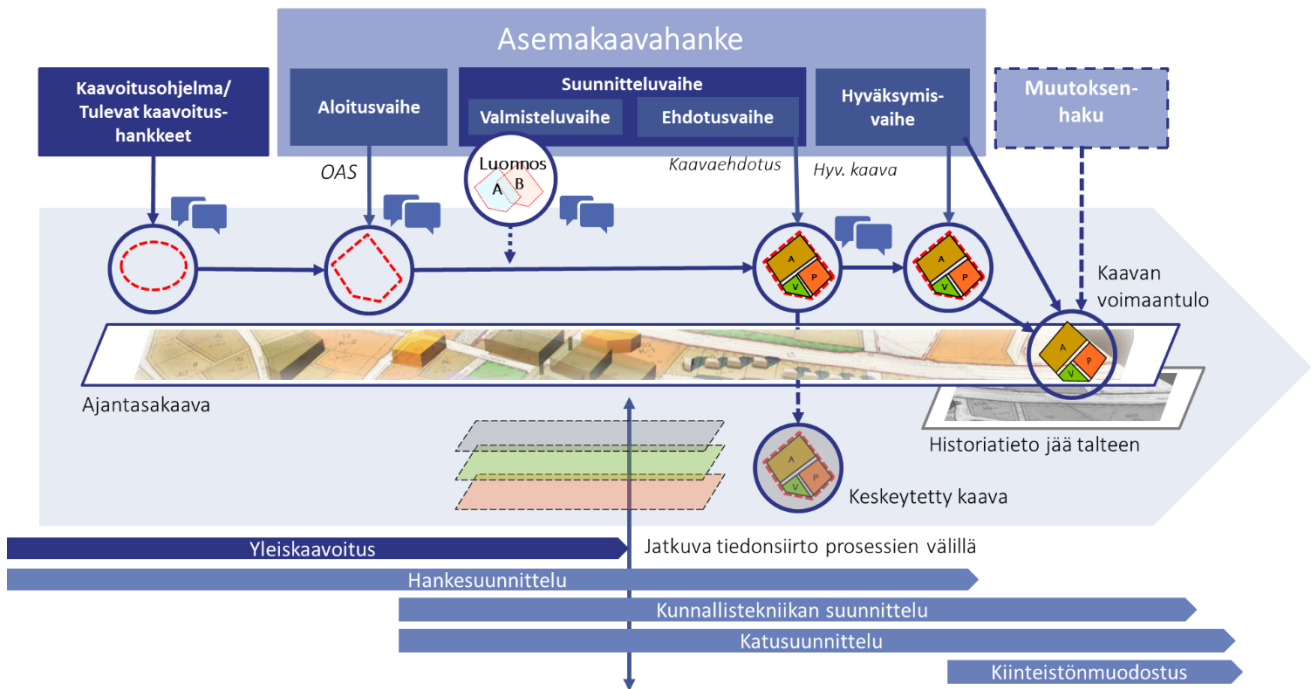 Asemakaavahanke
Kaavoitusohjelma/
Tulevat kaavoitus-
hankkeet
Aloitusvaihe
Suunnitteluvaihe
Valmisteluvaihe
Ehdotusvaihe
Hyväksymis-
vaihe
Muutoksen-
haku
OAS
Luonnos
A
B
Kaavaehdotus
Hyv. kaava
A
V
P
A
V
P
Kaavan
voimaantulo
A
V
P
Ajantasakaava
Historiatieto jää talteen
A
V
P
Keskeytetty kaava
Yleiskaavoitus
Jatkuva tiedonsiirto prosessien välillä
Hankesuunnittelu
Kunnallistekniikan suunnittelu
Katusuunnittelu
Kiinteistönmuodostus